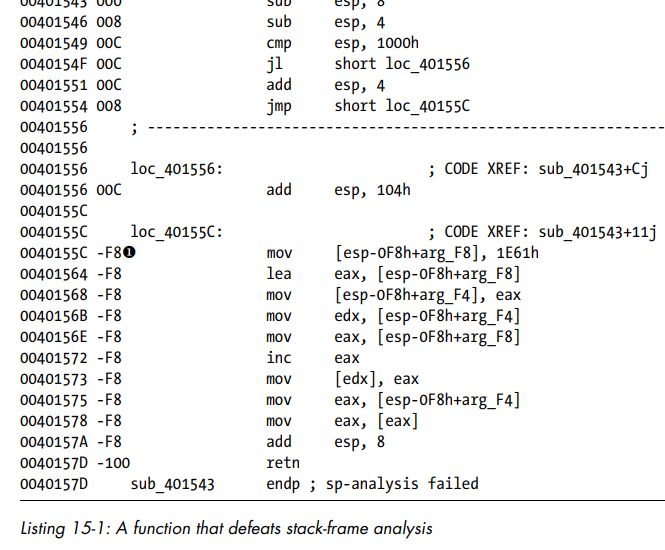 00401543 000 sub esp, 8
00401546 008 sub esp, 4
00401549 00C cmp esp, 1000h
0040154F 00C jl short loc_401556
00401551 00C add esp, 4
00401554 008 jmp short loc_40155C
00401556 ; ------------------------------------------------------------
00401556
00401556 loc_401556: ; CODE XREF: sub_401543+Cj
00401556 00C add esp, 104h
0040155C
0040155C loc_40155C: ; CODE XREF: sub_401543+11j
0040155C -F8❶ mov [esp-0F8h+arg_F8], 1E61h
00401564 -F8 lea eax, [esp-0F8h+arg_F8]
00401568 -F8 mov [esp-0F8h+arg_F4], eax
0040156B -F8 mov edx, [esp-0F8h+arg_F4]
0040156E -F8 mov eax, [esp-0F8h+arg_F8]
00401572 -F8 inc eax
00401573 -F8 mov [edx], eax
00401575 -F8 mov eax, [esp-0F8h+arg_F4]
00401578 -F8 mov eax, [eax]
0040157A -F8 add esp, 8
0040157D -100 retn
0040157D sub_401543 endp ; sp-analysis failed
Listing 15-1: A function that defeats stack-frame analysis